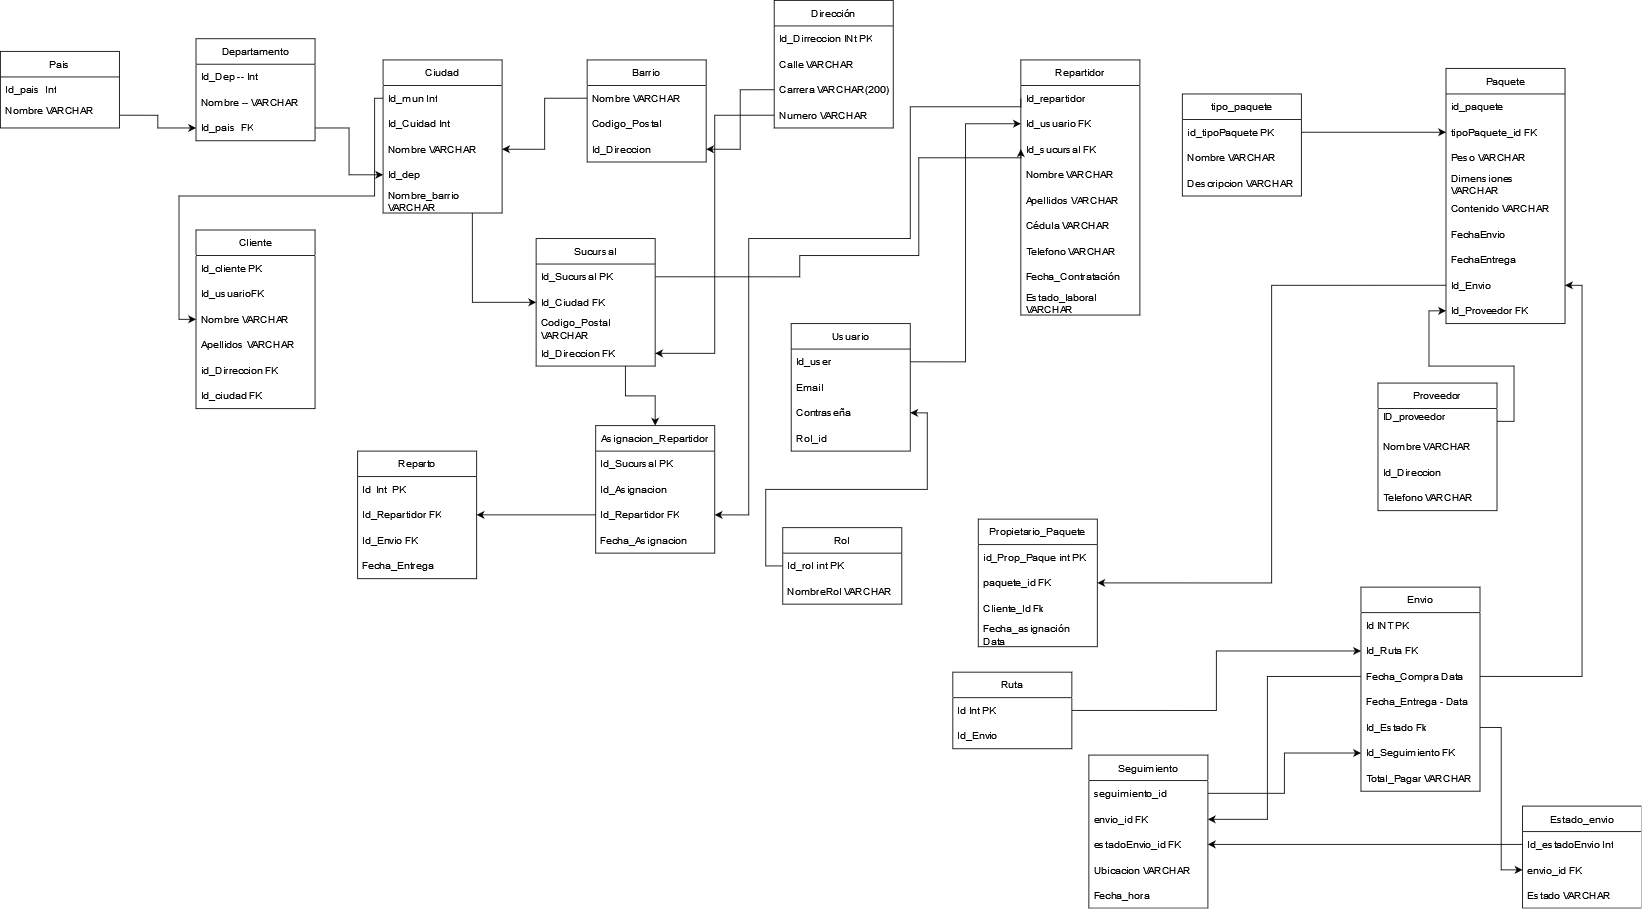 Pais
Id_pais Int
Nombre VARCHAR
Departamento
Id_Dep -- Int
Nombre -- VARCHAR
Id_pais FK
Ciudad
Id_mun Int
Id_Cuidad Int
Nombre VARCHAR
Id_dep
Nombre_barrio
VARCHAR
Barrio
Nombre VARCHAR
Codigo_Postal
Id_Direccion
Dirección
Id_Dirreccion INt PK
Calle VARCHAR
Carrera VARCHAR(200)
Numero VARCHAR
Repartidor
Id_repartidor
Id_usuario FK
Id_sucursal FK
Nombre VARCHAR
Apellidos VARCHAR
Cédula VARCHAR
Telefono VARCHAR
Fecha_Contratación
Estado_laboral
VARCHAR
tipo_paquete
id_tipoPaquete PK
Nombre VARCHAR
Descripcion VARCHAR
Paquete
id_paquete
tipoPaquete_id FK
Peso VARCHAR
Dimensiones
VARCHAR
Contenido VARCHAR
FechaEnvio
FechaEntrega
Id_Envio
Id_Proveedor FK
Cliente
Id_cliente PK
Id_usuarioFK
Nombre VARCHAR
Apellidos VARCHAR
id_Dirreccion FK
Id_ciudad FK
Sucursal
Id_Sucursal PK
Id_Ciudad FK
Codigo_Postal
VARCHAR
Id_Direccion FK
Usuario
Id_user
Email
Contraseña
Rol_id
Proveedor
ID_proveedor
Nombre VARCHAR
Id_Direccion
Telefono VARCHAR
Reparto
Id Int PK
Id_Repartidor FK
Id_Envio FK
Fecha_Entrega
Asignacion_Repartidor
Id_Sucursal PK
Id_Asignacion
Id_Repartidor FK
Fecha_Asignacion
Rol
Id_rol int PK
NombreRol VARCHAR
Propietario_Paquete
id_Prop_Paque int PK
paquete_id FK
Cliente_Id Fk
Fecha_asignación
Data
Envio
Id INT PK
Id_Ruta FK
Fecha_Compra Data
Fecha_Entrega - Data
Id_Estado Fk
Id_Seguimiento FK
Total_Pagar VARCHAR
Ruta
Id Int PK
Id_Envio
Seguimiento
seguimiento_id
envio_id FK
estadoEnvio_id FK
Ubicacion VARCHAR
Fecha_hora
Estado_envio
Id_estadoEnvio Int
envio_id FK
Estado VARCHAR